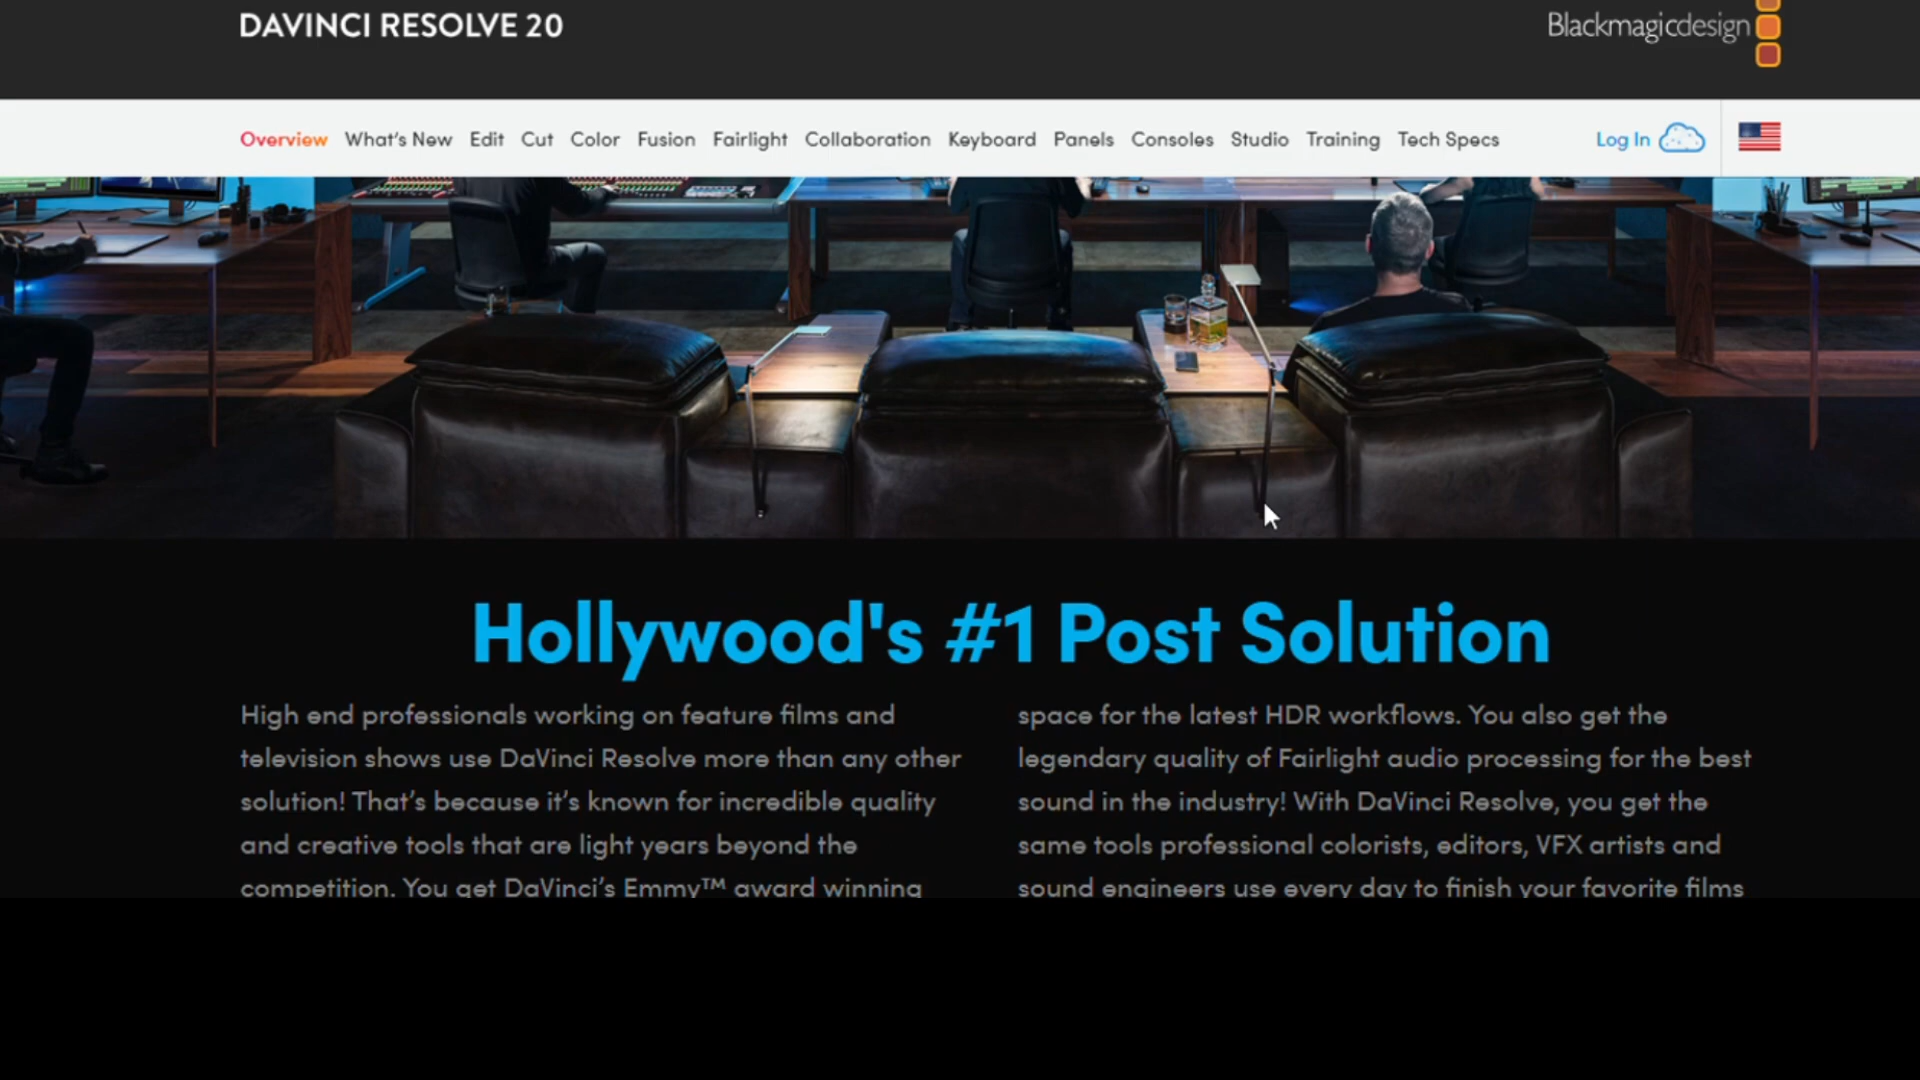 DAVINCI RESOLVE 20
Blackmagicdesign
Overview What's New Edit Cut Color Fusion Fairlight Collaboration Keyboard Panels Consoles Studio Training Tech Specs Log In
Hollywood's #1 Post Solution
High end professionals working on feature films and
television shows use DaVinci Resolve more than any other
solution! That's because it's known for incredible quality
and creative tools that are light years beyond the
competition. You get DaVinci's Emmy™ award winning
space for the latest HDR workflows. You also get the
legendary quality of Fairlight audio processing for the best
sound in the industry! With DaVinci Resolve, you get the
same tools professional colorists, editors, VFX artists and
sound engineers use every day to finish your favorite films